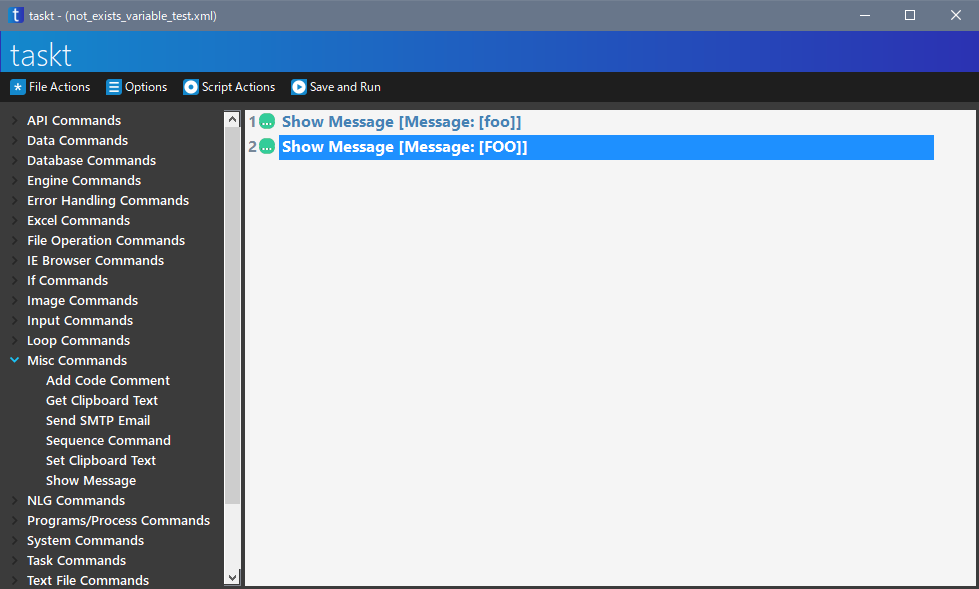 taskt - (not_exists_variable_test.xml)
taskt
File Actions Options Script Actions Save and Run
API Commands
Data Commands
Database Commands
Engine Commands
Error Handling Commands
Excel Commands
File Operation Commands
IE Browser Commands
If Commands
Image Commands
Input Commands
Loop Commands
Misc Commands
Add Code Comment
Get Clipboard Text
Send SMTP Email
Sequence Command
Set Clipboard Text
Show Message
NLG Commands
Programs/Process Commands
System Commands
Task Commands
Text File Commands
1 Show Message [Message: [foo]]
2 Show Message [Message: [FOO]]